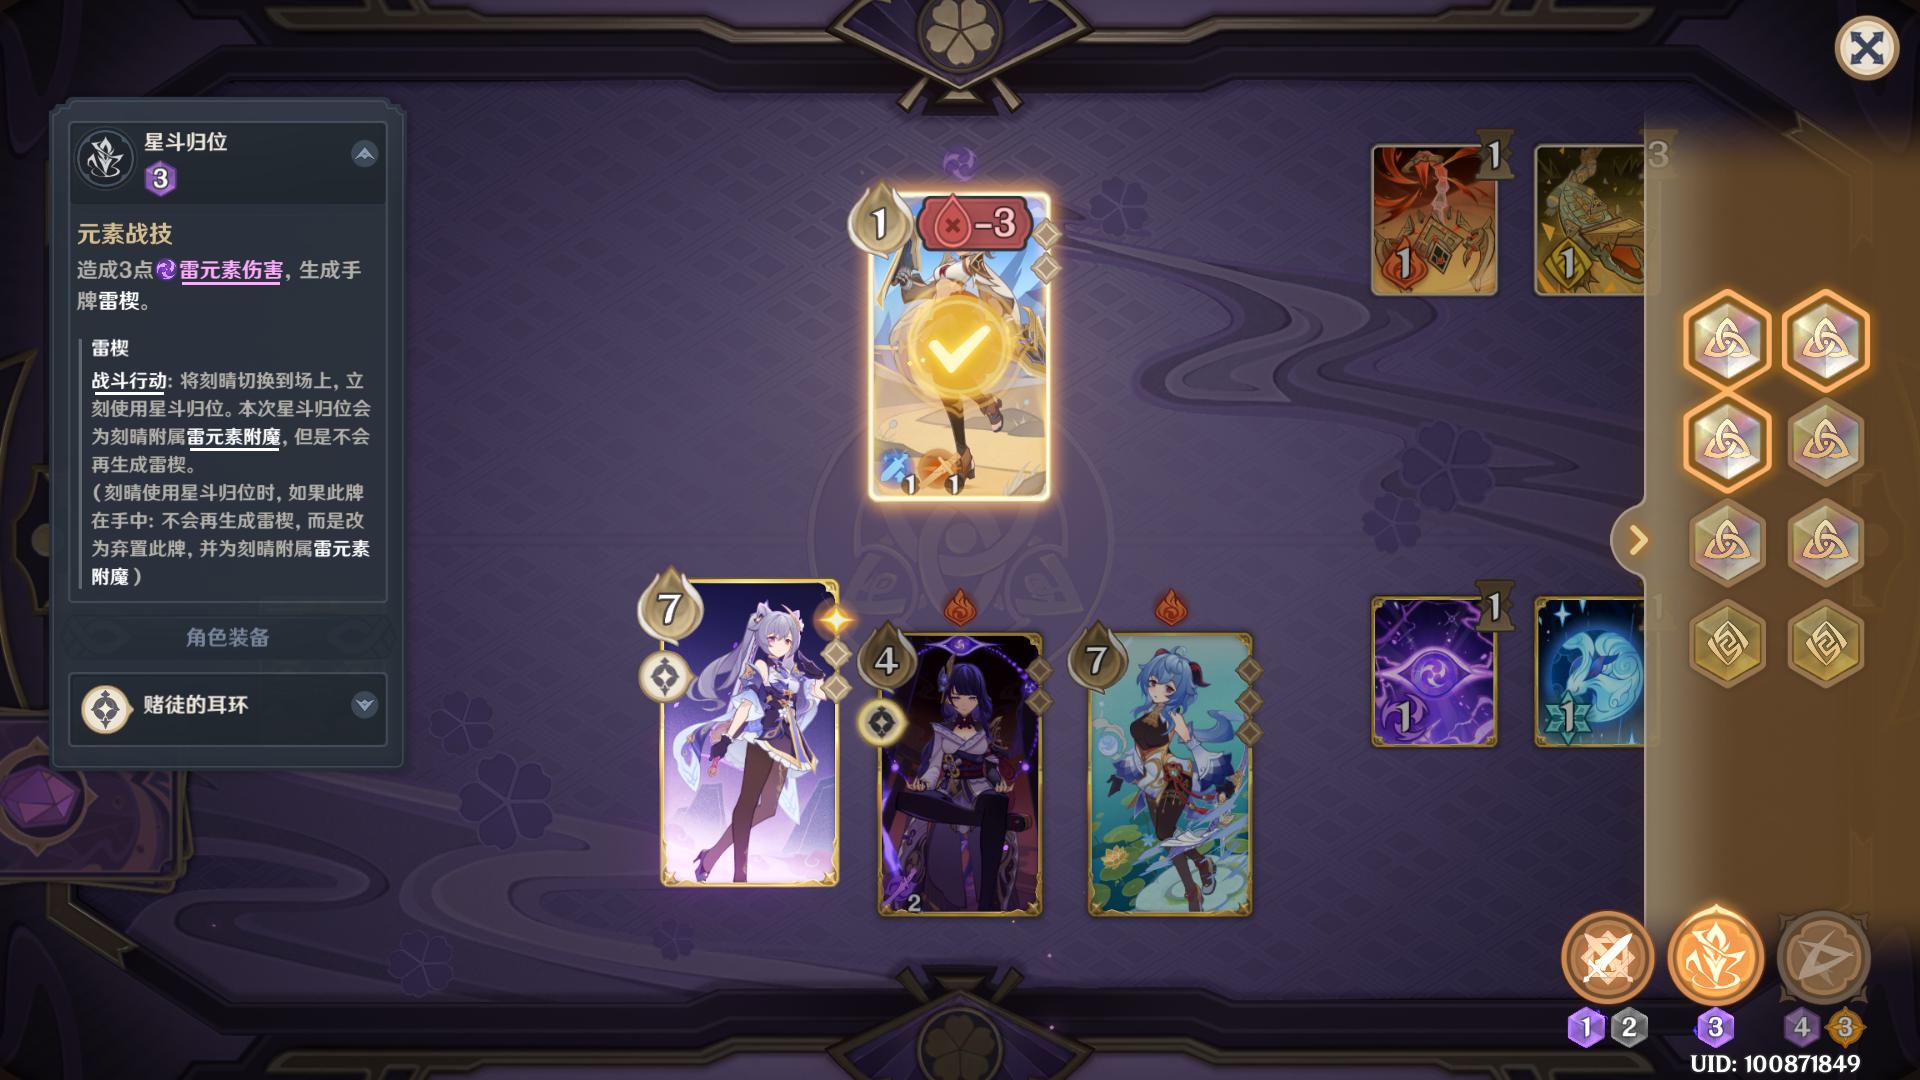 星斗归位
3
元素战技
造成3点雷元素伤害，生成手
牌雷楔。
雷楔
战斗行动：将刻晴切换到场上，立
刻使用星斗归位。本次星斗归位会
为刻晴附属雷元素附魔，但是不会
再生成雷楔。
（刻晴使用星斗归位时，如果此牌
在手中：不会再生成雷楔，而是改
为弃置此牌，并为刻晴附属雷元素
附魔）
角色装备
赌徒的耳环
1
-3
1
1
1
1
3
1
7
4
2
7
1
1
1
1
1
2
3
4
3
UID: 100871849